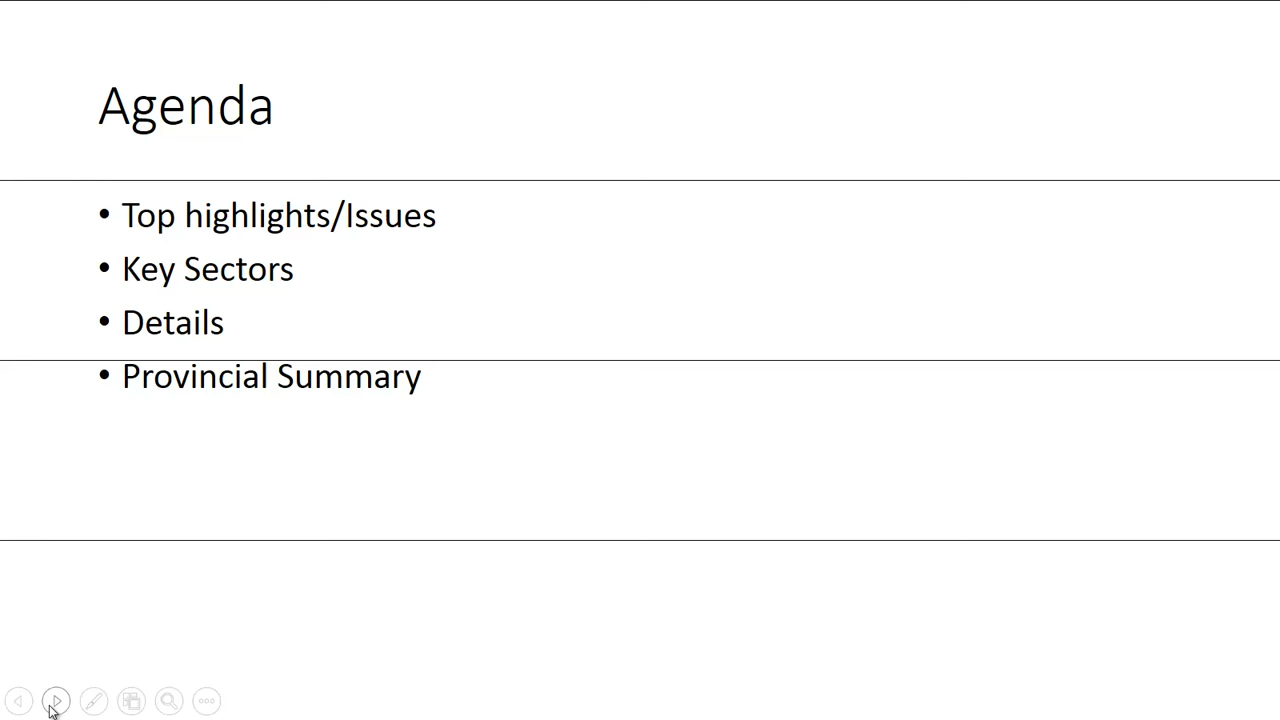 Agenda
• Top highlights/Issues
• Key Sectors
• Details
• Provincial Summary